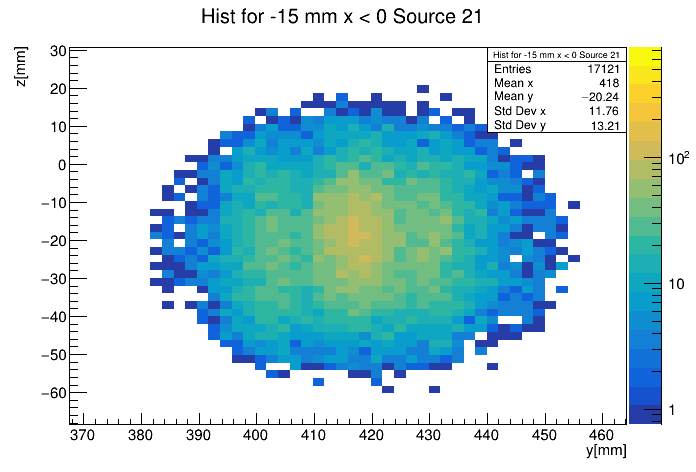 Hist for -15 mm x < 0 Source 21
z[mm]
30
20
10
0
−10
−20
−30
−40
−50
−60
Hist for -15 mm x < 0 Source 21
Entries 17121
Mean x 418
Mean y −20.24
Std Dev x 11.76
Std Dev y 13.21
10²
10
1
370 380 390 400 410 420 430 440 450 460
y[mm]